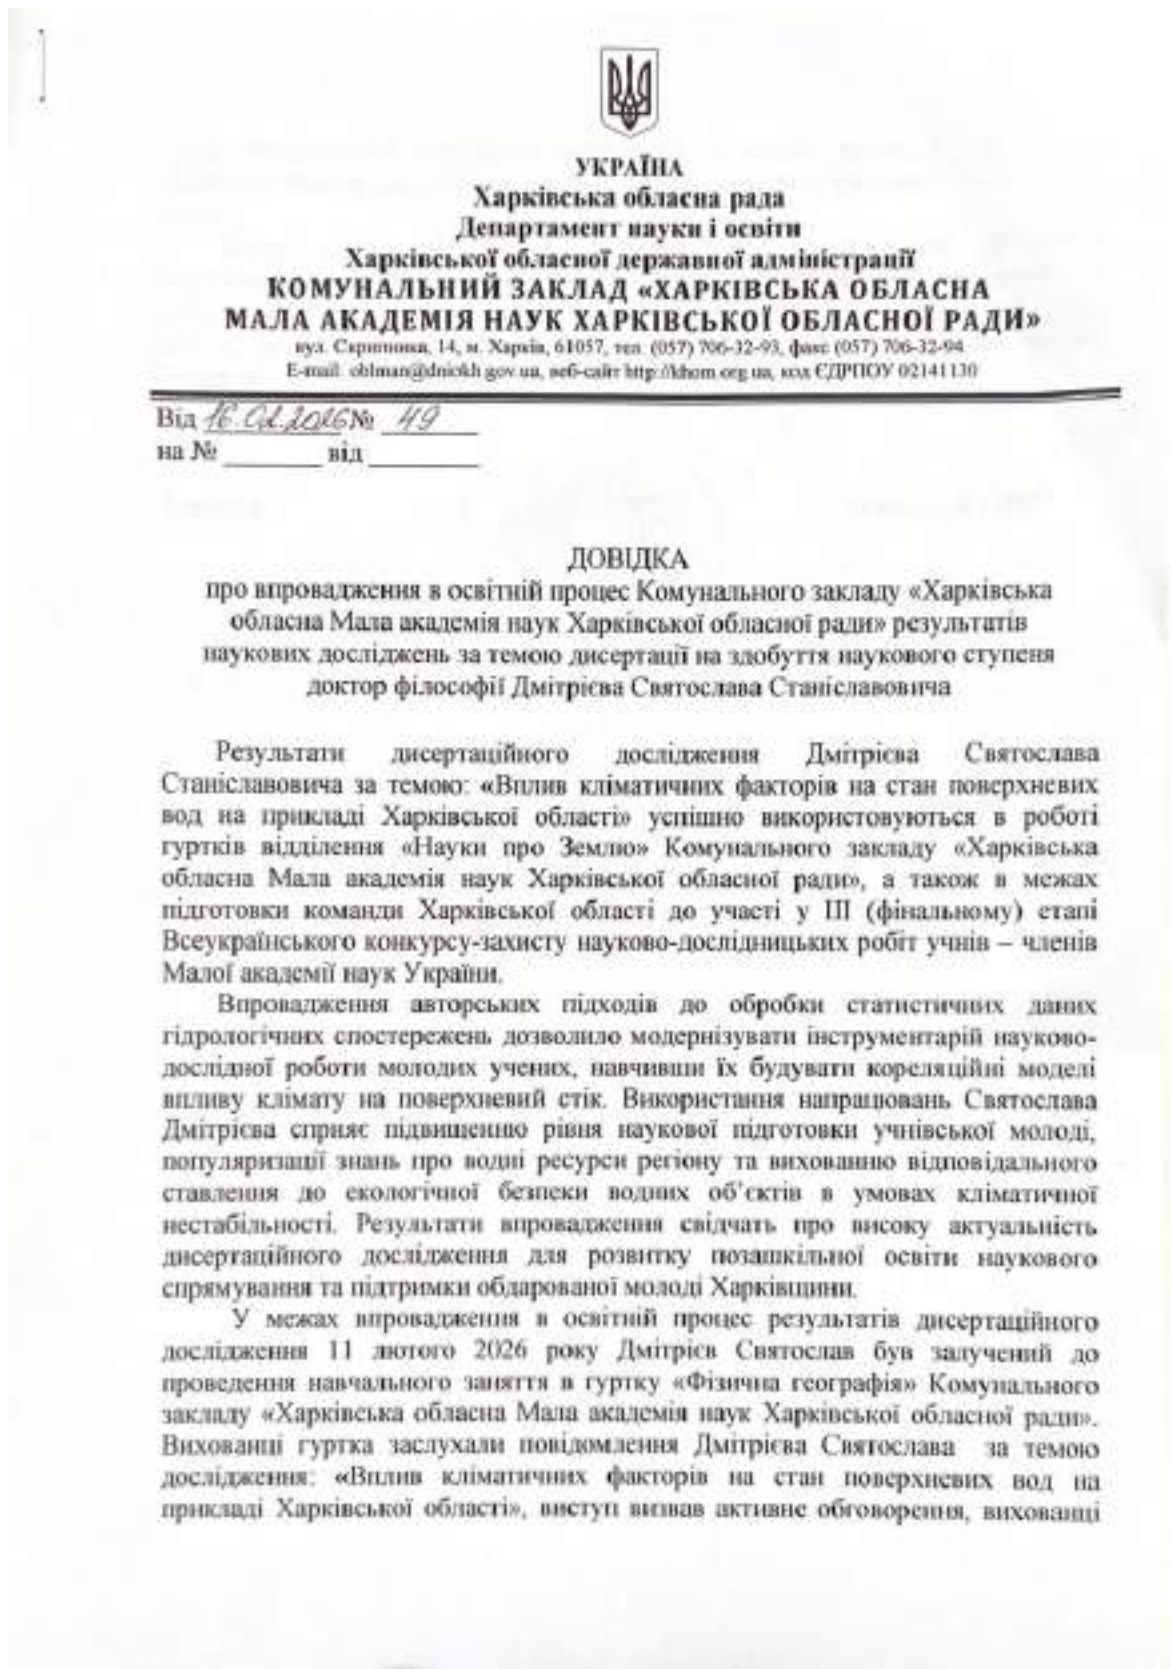 УКРАЇНА
Харківська обласна рада
Департамент науки і освіти
Харківської обласної державної адміністрації
КОМУНАЛЬНИЙ ЗАКЛАД «ХАРКІВСЬКА ОБЛАСНА
МАЛА АКАДЕМІЯ НАУК ХАРКІВСЬКОЇ ОБЛАСНОЇ РАДИ»
вул. Скрипника, 14, м. Харків, 61057, тел. (057) 706-32-93, факс (057) 706-32-94
E-mail: oblman@dniokh.gov.ua, веб-сайт http://khom.org.ua, код ЄДРПОУ 02141130
Від 16.02.2026 № 49
на № ________ від ________
ДОВІДКА
про впровадження в освітній процес Комунального закладу «Харківська
обласна Мала академія наук Харківської обласної ради» результатів
наукових досліджень за темою дисертації на здобуття наукового ступеня
доктор філософії Дмітрієва Святослава Станіславовича
Результати дисертаційного дослідження Дмітрієва Святослава
Станіславовича за темою: «Вплив кліматичних факторів на стан поверхневих
вод на прикладі Харківської області» успішно використовуються в роботі
гуртків відділення «Науки про Землю» Комунального закладу «Харківська
обласна Мала академія наук Харківської обласної ради», а також в межах
підготовки команди Харківської області до участі у ІІІ (фінальному) етапі
Всеукраїнського конкурсу-захисту науково-дослідницьких робіт учнів – членів
Малої академії наук України.
Впровадження авторських підходів до обробки статистичних даних
гідрологічних спостережень дозволило модернізувати інструментарій науково-
дослідної роботи молодих учених, навчивши їх будувати кореляційні моделі
впливу клімату на поверхневий стік. Використання напрацювань Святослава
Дмітрієва сприяє підвищенню рівня наукової підготовки учнівської молоді,
популяризації знань про водні ресурси регіону та вихованню відповідального
ставлення до екологічної безпеки водних об'єктів в умовах кліматичної
нестабільності. Результати впровадження свідчать про високу актуальність
дисертаційного дослідження для розвитку позашкільної освіти наукового
спрямування та підтримки обдарованої молоді Харківщини.
У межах впровадження в освітній процес результатів дисертаційного
дослідження 11 лютого 2026 року Дмітрієв Святослав був залучений до
проведення навчального заняття в гуртку «Фізична географія» Комунального
закладу «Харківська обласна Мала академія наук Харківської обласної ради».
Вихованці гуртка заслухали повідомлення Дмітрієва Святослава за темою
дослідження: «Вплив кліматичних факторів на стан поверхневих вод на
прикладі Харківської області», виступ визвав активне обговорення, вихованці